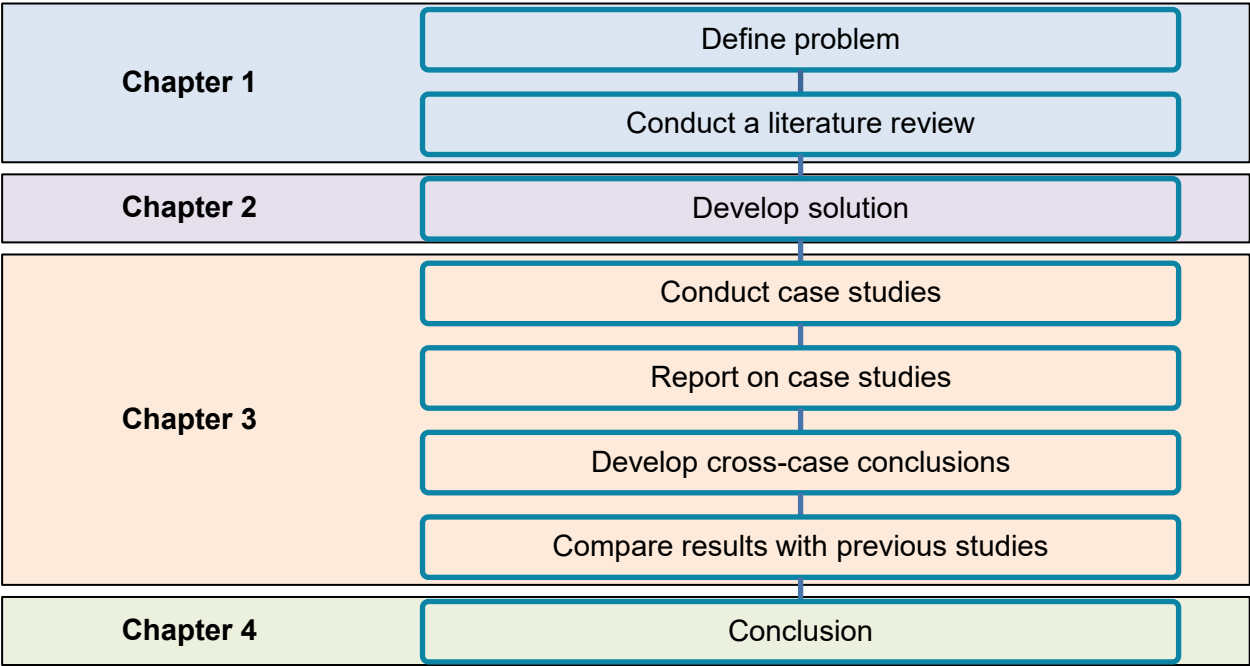 Define problem
Chapter 1
Conduct a literature review
Chapter 2
Develop solution
Conduct case studies
Report on case studies
Chapter 3
Develop cross-case conclusions
Compare results with previous studies
Chapter 4
Conclusion